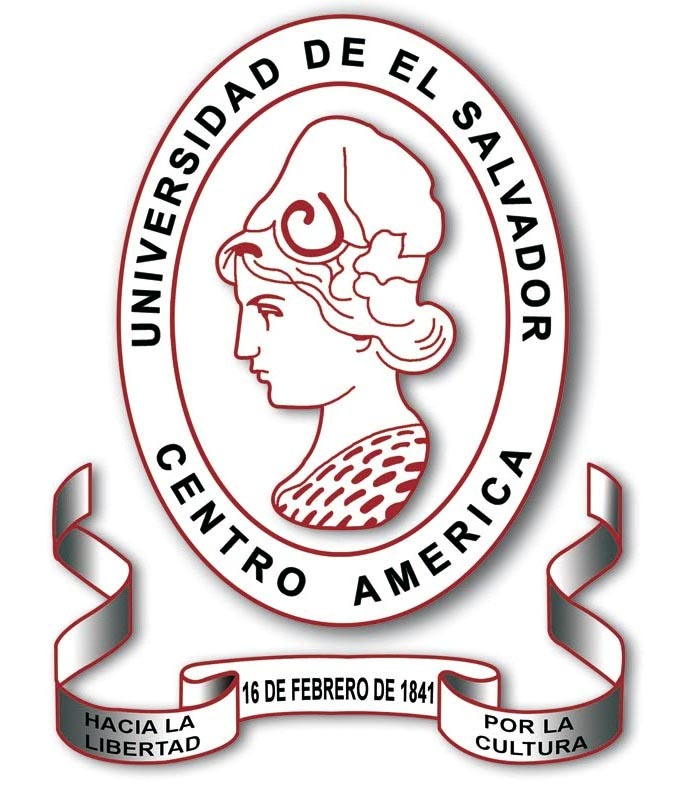 UNIVERSIDAD DE EL SALVADOR
CENTRO AMERICA
HACIA LA
LIBERTAD
16 DE FEBRERO DE 1841
POR LA
CULTURA